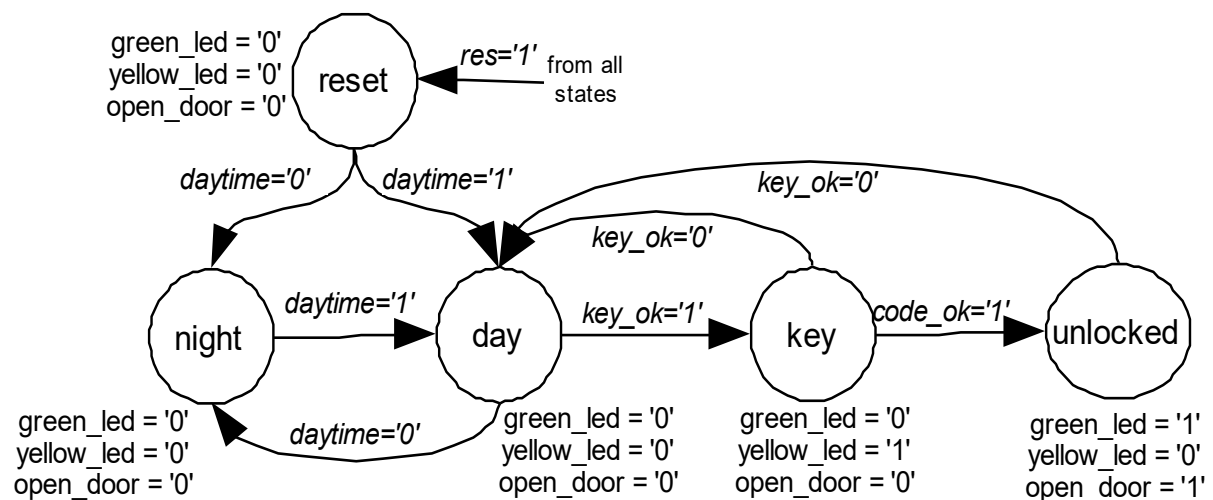 green_led = '0'
yellow_led = '0'
open_door = '0'
reset
res='1'
from all
states
daytime='0'
daytime='1'
key_ok='0'
key_ok='0'
night
daytime='1'
day
key_ok='1'
key
code_ok='1'
unlocked
daytime='0'
green_led = '0'
yellow_led = '0'
open_door = '0'
green_led = '0'
yellow_led = '0'
open_door = '0'
green_led = '0'
yellow_led = '1'
open_door = '0'
green_led = '1'
yellow_led = '0'
open_door = '1'